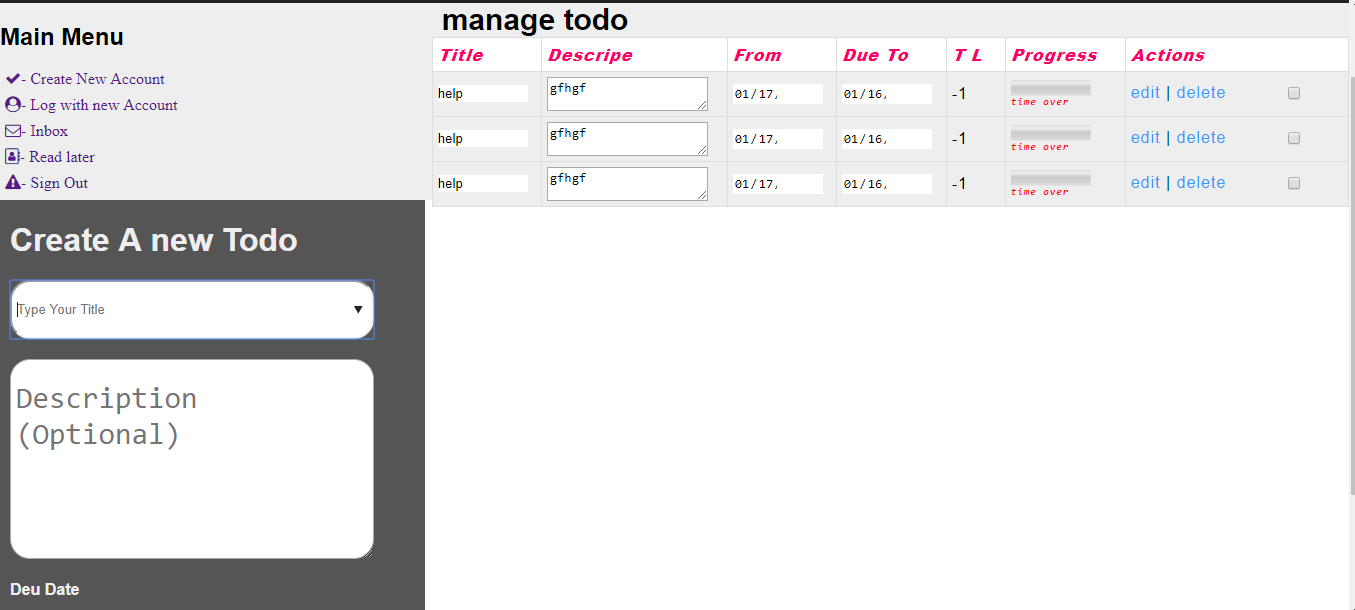 Main Menu
- Create New Account
- Log with new Account
- Inbox
- Read later
- Sign Out
Create A new Todo
Type Your Title
Description
(Optional)
Deu Date
manage todo
Title Descripe From Due To T L Progress Actions
help gfhgf 01/17, 01/16, -1 time over edit | delete
help gfhgf 01/17, 01/16, -1 time over edit | delete
help gfhgf 01/17, 01/16, -1 time over edit | delete